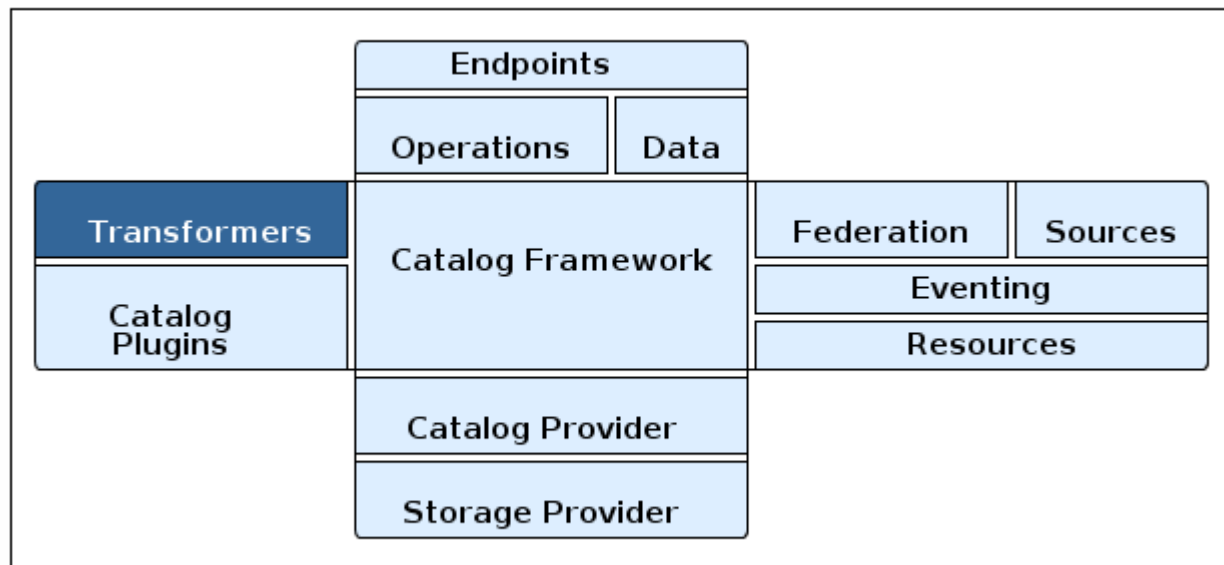 Endpoints
Operations
Data
Transformers
Catalog Framework
Federation
Sources
Catalog
Plugins
Eventing
Resources
Catalog Provider
Storage Provider